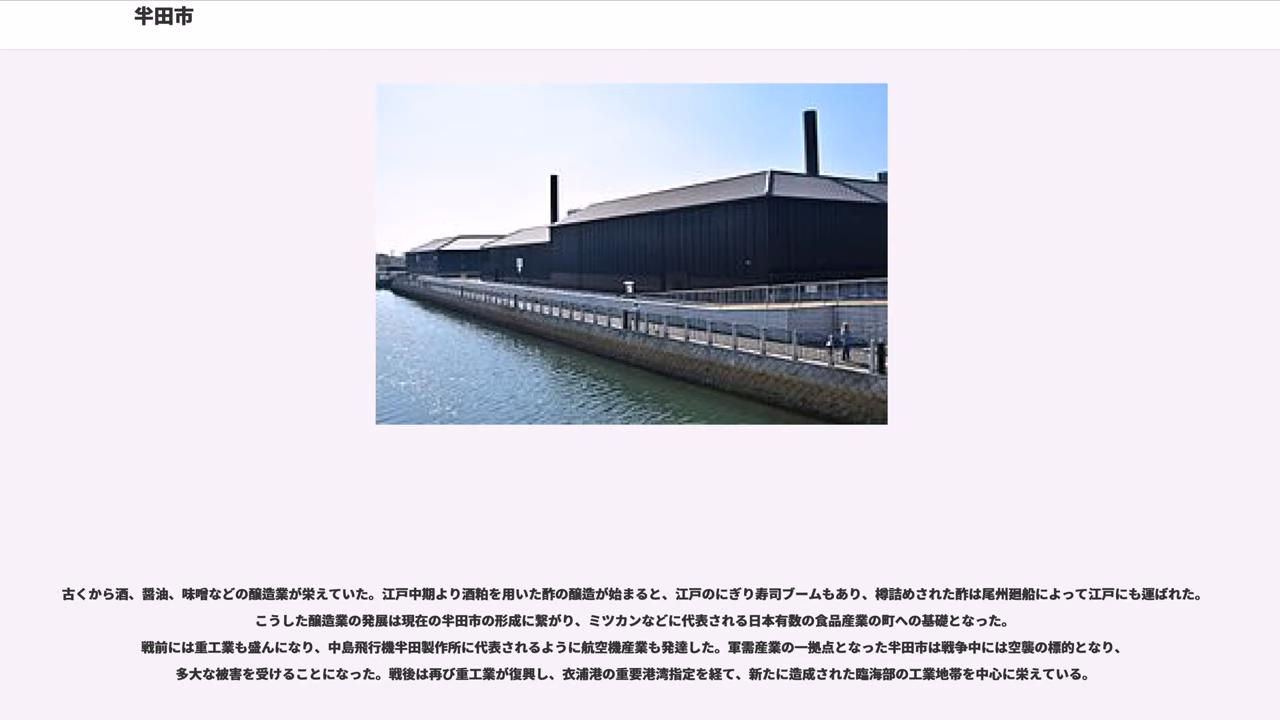 半田市
古くから酒、醤油、味噌などの醸造業が栄えていた。江戸中期より酒粕を用いた酢の醸造が始まると、江戸のにぎり寿司ブームもあり、樽詰めされた酢は尾州廻船によって江戸にも運ばれた。
こうした醸造業の発展は現在の半田市の形成に繋がり、ミツカンなどに代表される日本有数の食品産業の町への基礎となった。
戦前には重工業も盛んになり、中島飛行機半田製作所に代表されるように航空機産業も発達した。軍需産業の一拠点となった半田市は戦争中には空襲の標的となり、
多大な被害を受けることになった。戦後は再び重工業が復興し、衣浦港の重要港湾指定を経て、新たに造成された臨海部の工業地帯を中心に栄えている。